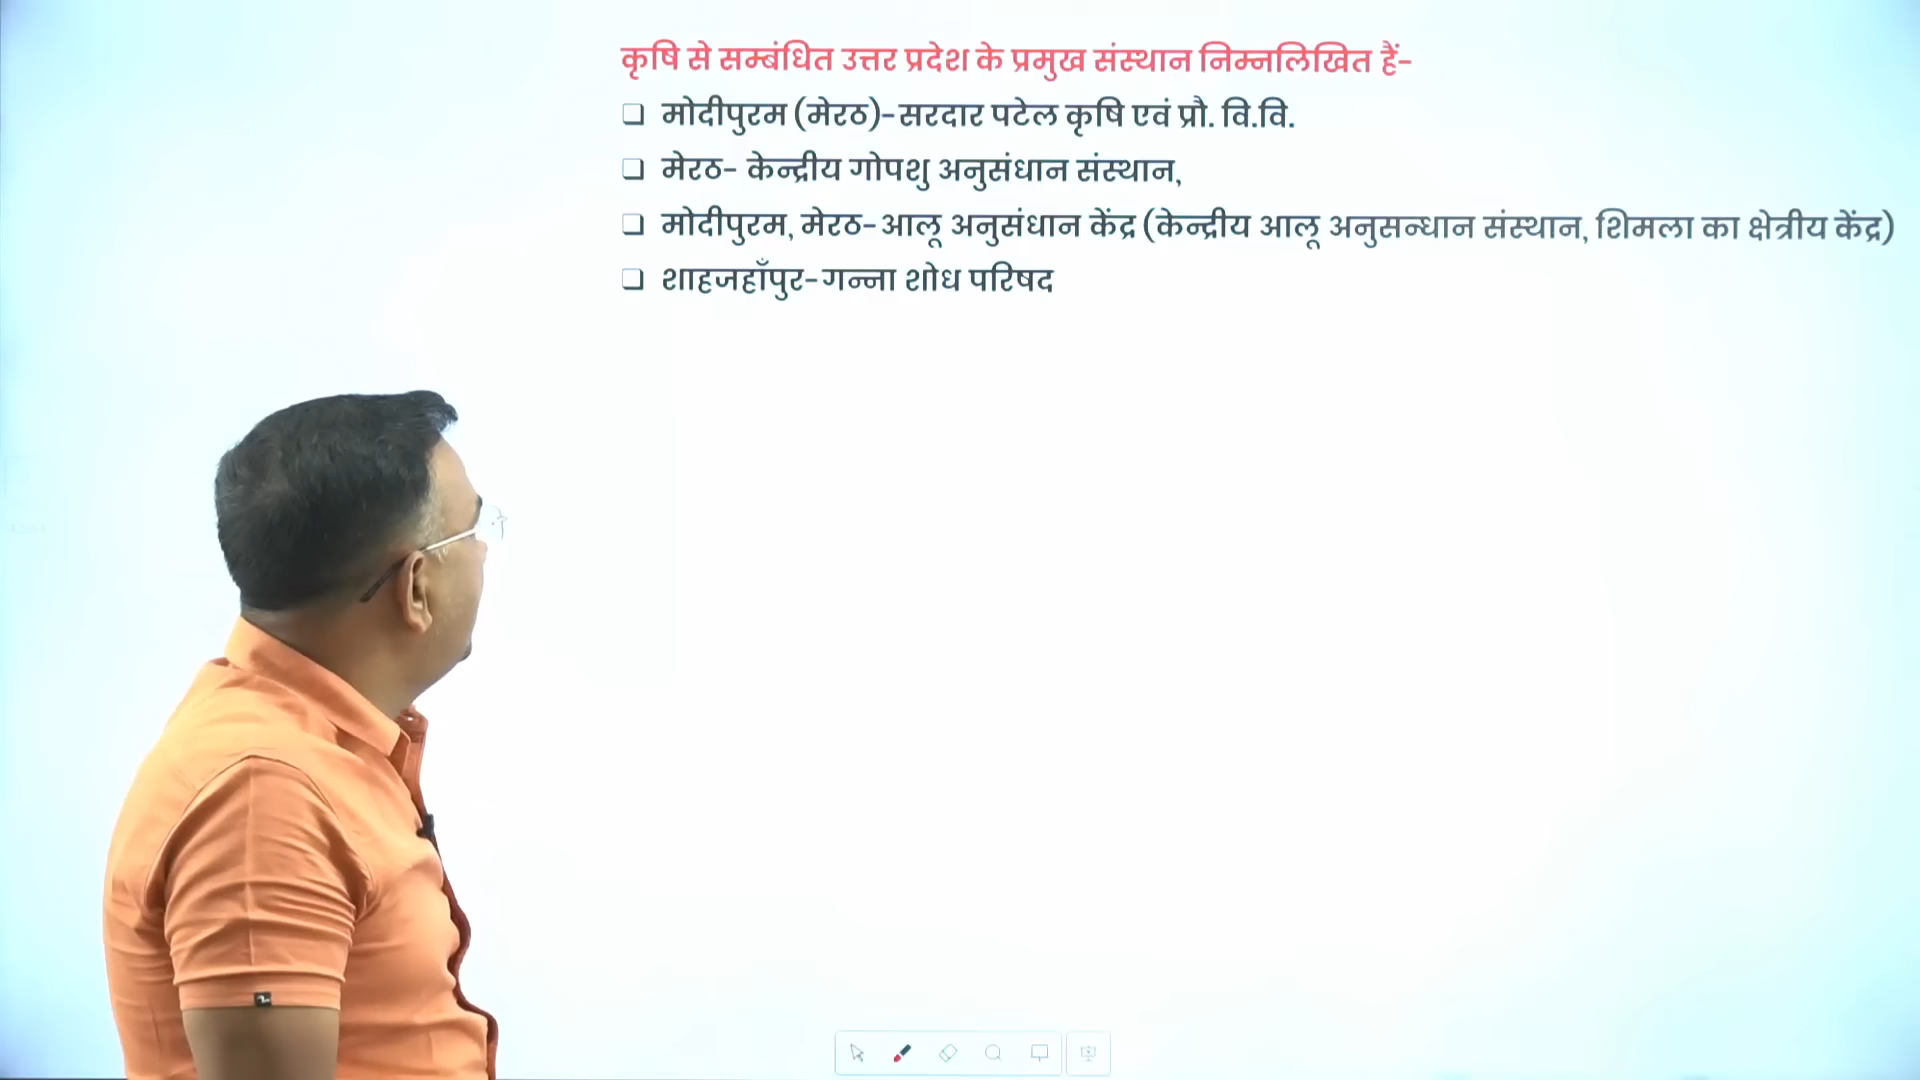 कृषि से सम्बंधित उत्तर प्रदेश के प्रमुख संस्थान निम्नलिखित हैं-
❑ मोदीपुरम (मेरठ)-सरदार पटेल कृषि एवं प्रौ. वि.वि.
❑ मेरठ- केन्द्रीय गोपशु अनुसंधान संस्थान,
❑ मोदीपुरम, मेरठ-आलू अनुसंधान केंद्र (केन्द्रीय आलू अनुसन्धान संस्थान, शिमला का क्षेत्रीय केंद्र)
❑ शाहजहाँपुर-गन्ना शोध परिषद